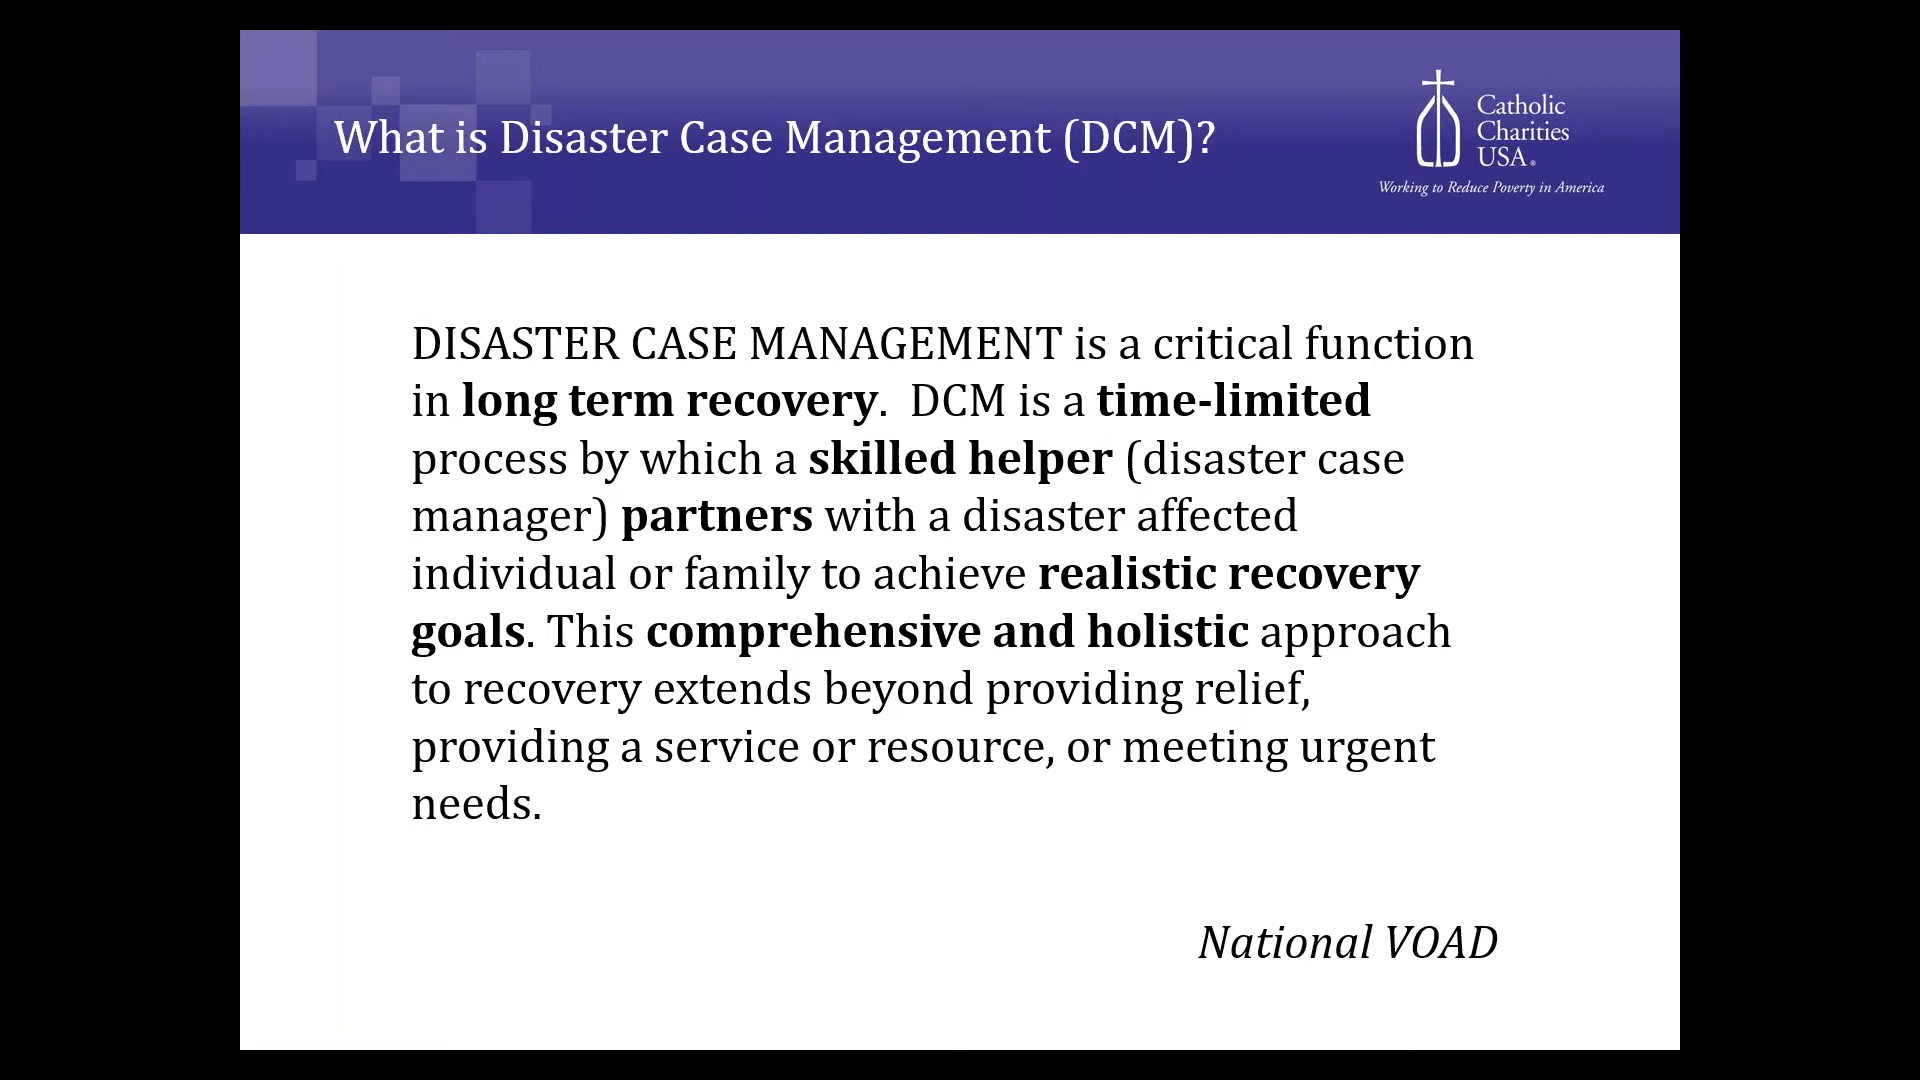 What is Disaster Case Management (DCM)?
Catholic
Charities
USA®
Working to Reduce Poverty in America
DISASTER CASE MANAGEMENT is a critical function
in long term recovery.  DCM is a time-limited
process by which a skilled helper (disaster case
manager) partners with a disaster affected
individual or family to achieve realistic recovery
goals. This comprehensive and holistic approach
to recovery extends beyond providing relief,
providing a service or resource, or meeting urgent
needs.
National VOAD